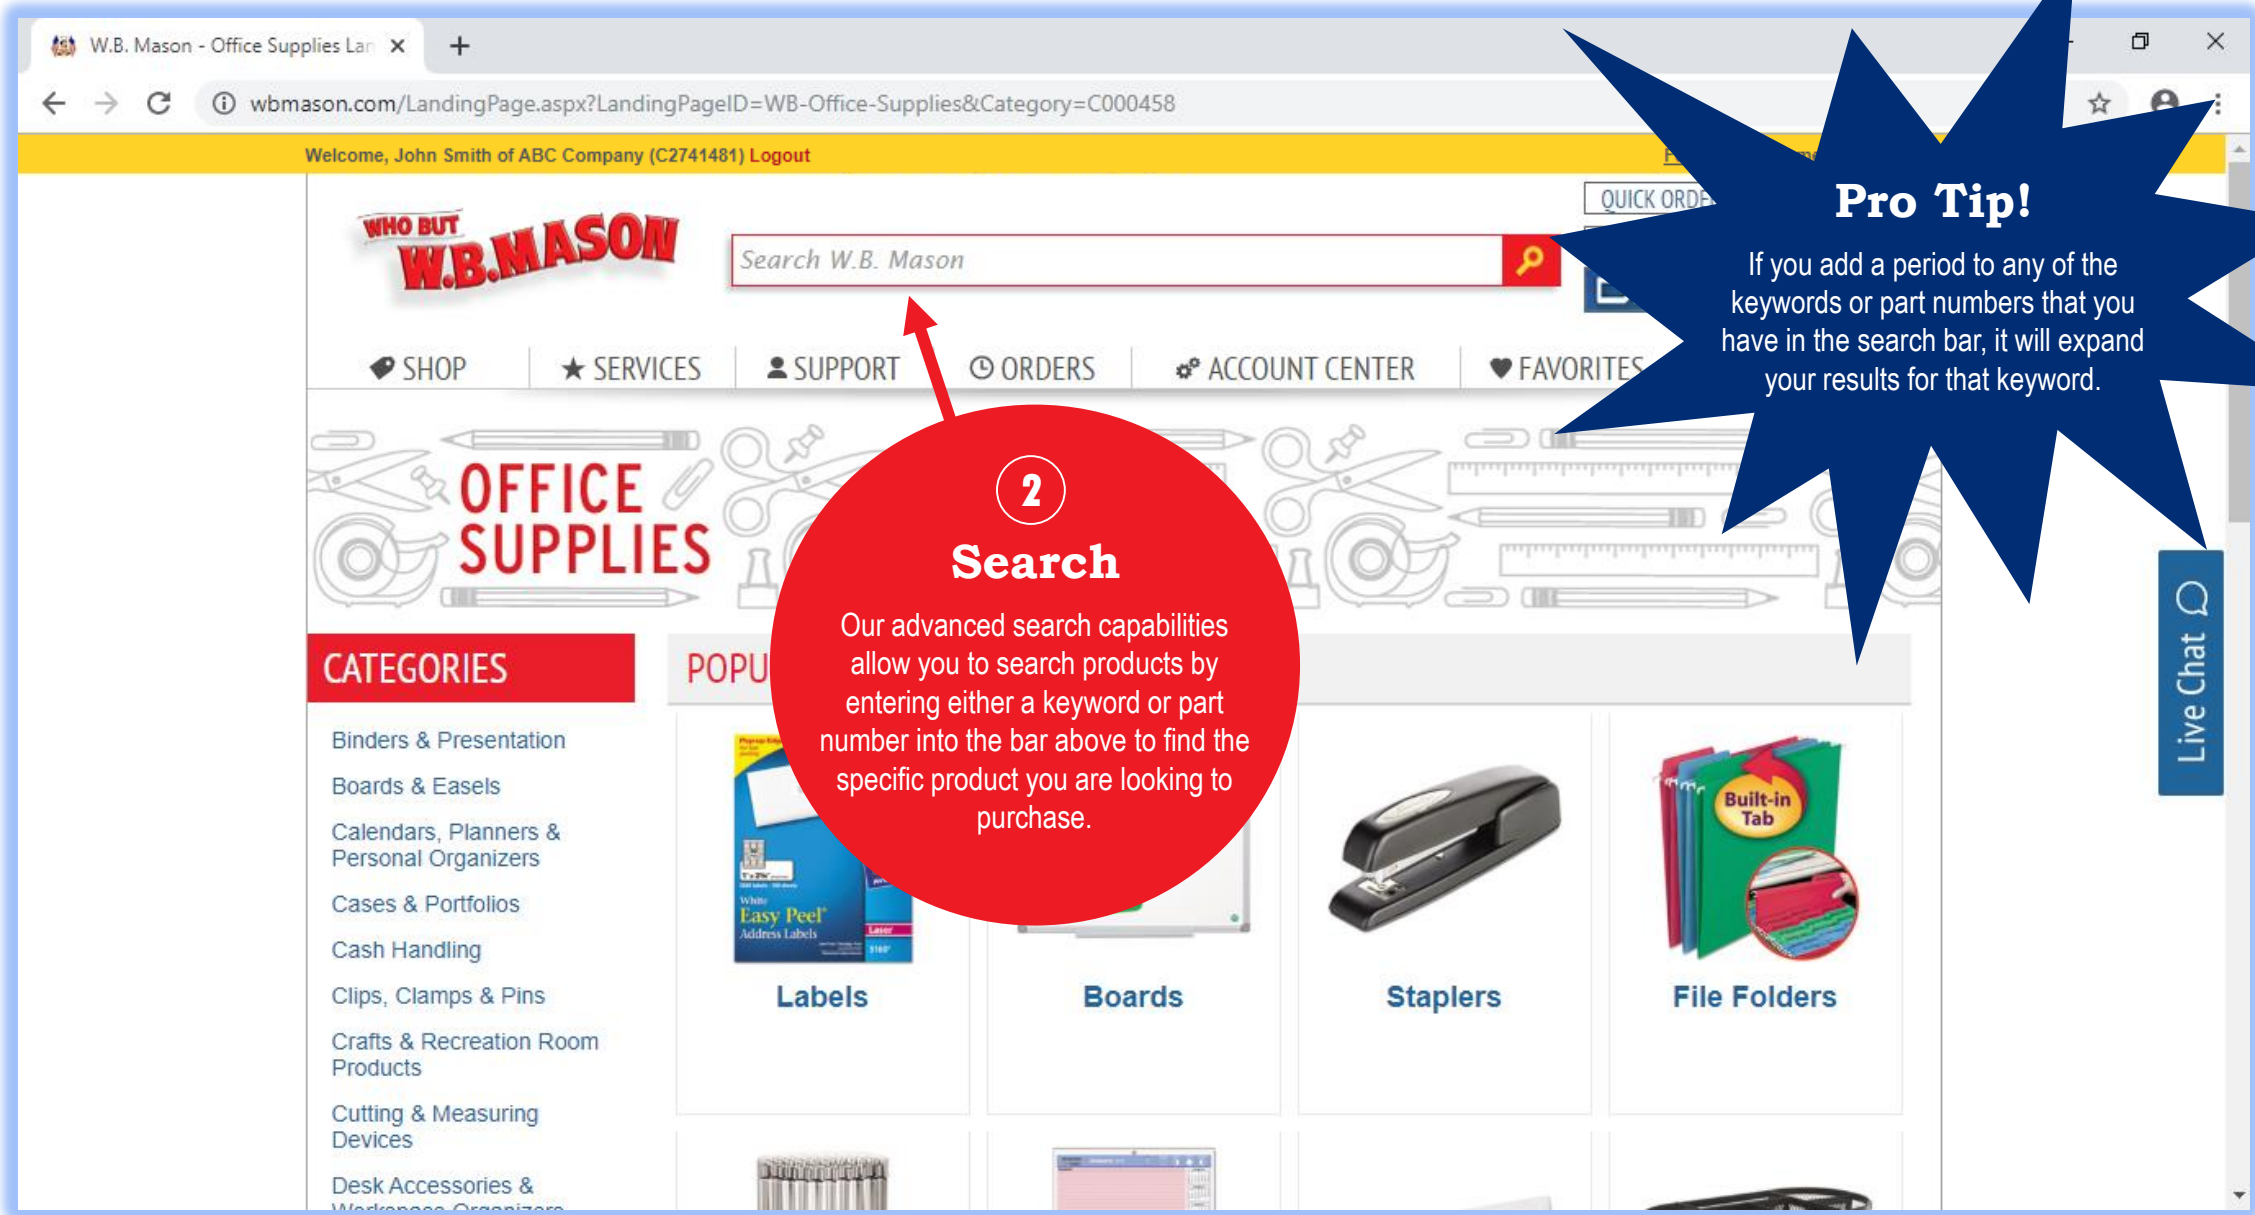 W.B. Mason - Office Supplies Lan
wbmason.com/LandingPage.aspx?LandingPageID=WB-Office-Supplies&Category=C000458
Welcome, John Smith of ABC Company (C2741481) Logout
WHO BUT
W.B.MASON
Search W.B. Mason
QUICK ORDE
SHOP
SERVICES
SUPPORT
ORDERS
ACCOUNT CENTER
FAVORITES
Pro Tip!
If you add a period to any of the
keywords or part numbers that you
have in the search bar, it will expand
your results for that keyword.
OFFICE
SUPPLIES
2
Search
Our advanced search capabilities
allow you to search products by
entering either a keyword or part
number into the bar above to find the
specific product you are looking to
purchase.
Live Chat
CATEGORIES
Binders & Presentation
Boards & Easels
Calendars, Planners &
Personal Organizers
Cases & Portfolios
Cash Handling
Clips, Clamps & Pins
Crafts & Recreation Room
Products
Cutting & Measuring
Devices
Desk Accessories &
Workspace Organizers
POPU
White
Easy Peel®
Address Labels
Laser
5160®
Built-in
Tab
Labels
Boards
Staplers
File Folders